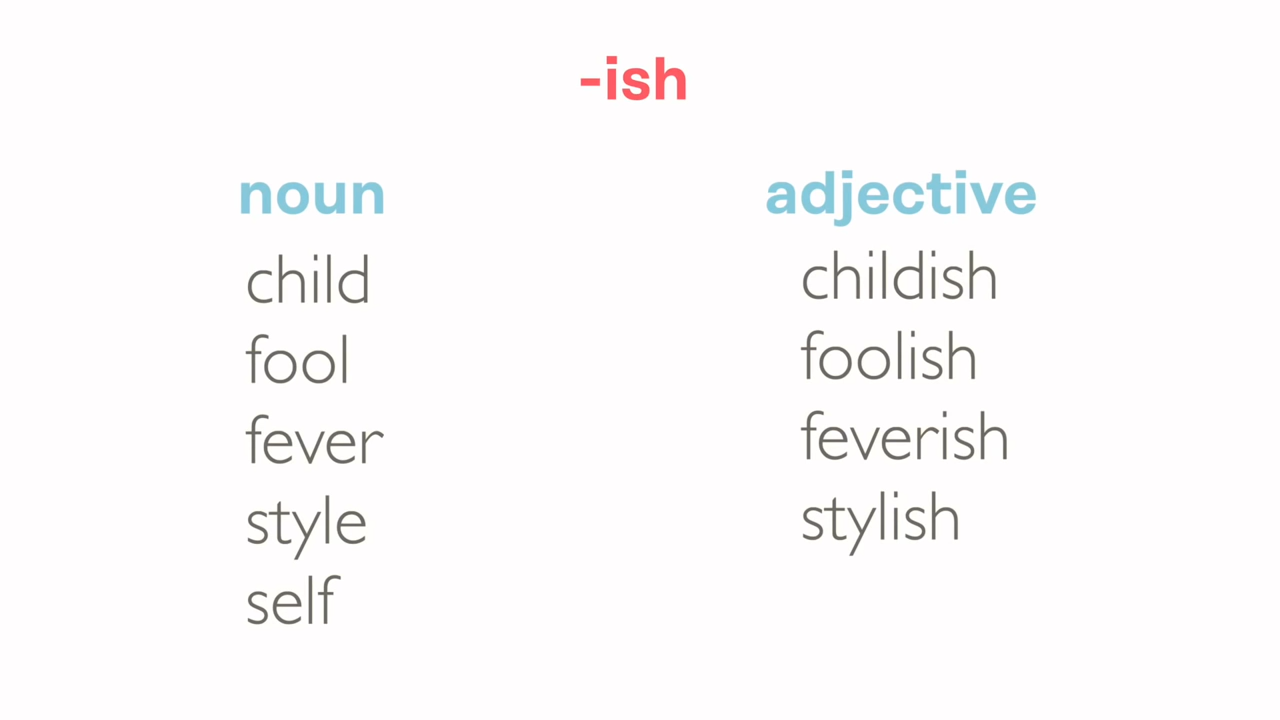 -ish
noun adjective
child childish
fool foolish
fever feverish
style stylish
self